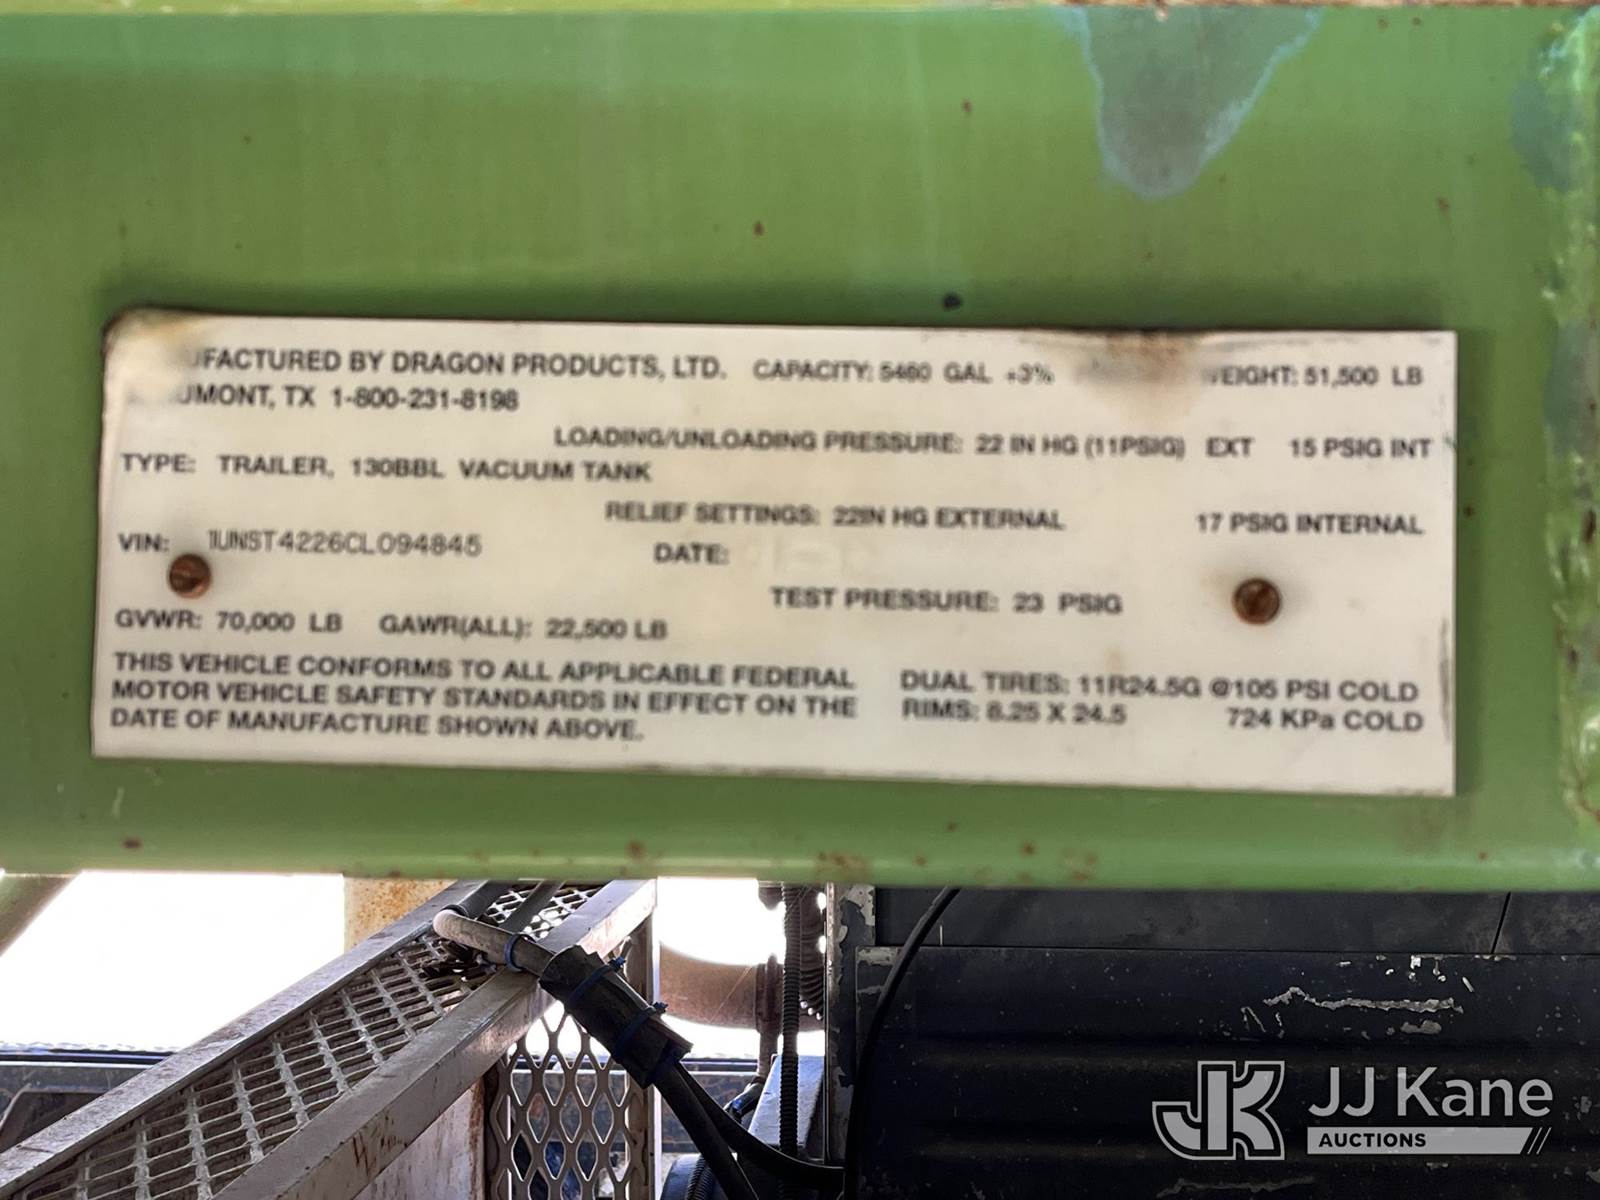 UFACTURED BY DRAGON PRODUCTS, LTD. CAPACITY: 5460 GAL +3% WEIGHT: 51,500 LB
UMONT, TX 1-800-231-8198
LOADING/UNLOADING PRESSURE: 22 IN HG (11PSIG) EXT 15 PSIG INT
TYPE: TRAILER, 130BBL VACUUM TANK
RELIEF SETTINGS: 22IN HG EXTERNAL 17 PSIG INTERNAL
VIN: 1UNST4226CL094845
DATE:
TEST PRESSURE: 23 PSIG
GVWR: 70,000 LB GAWR(ALL): 22,500 LB
THIS VEHICLE CONFORMS TO ALL APPLICABLE FEDERAL
MOTOR VEHICLE SAFETY STANDARDS IN EFFECT ON THE
DATE OF MANUFACTURE SHOWN ABOVE.
DUAL TIRES: 11R24.5G @105 PSI COLD
RIMS: 8.25 X 24.5 724 KPa COLD
JK JJ Kane
AUCTIONS